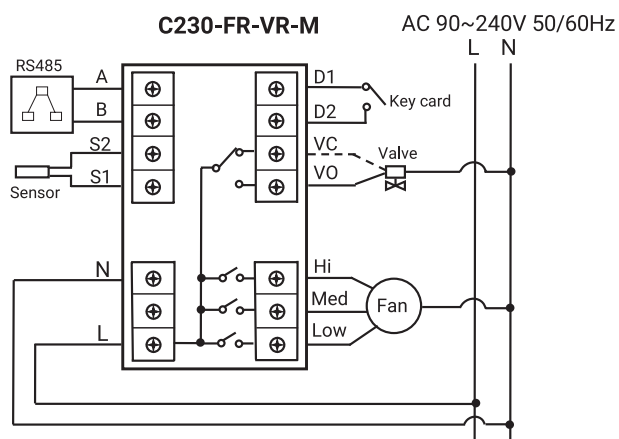 C230-FR-VR-M
AC 90~240V 50/60Hz
L N
RS485
A
B
S2
S1
Sensor
D1
D2
Key card
VC
VO
Valve
N
L
Hi
Med
Low
Fan